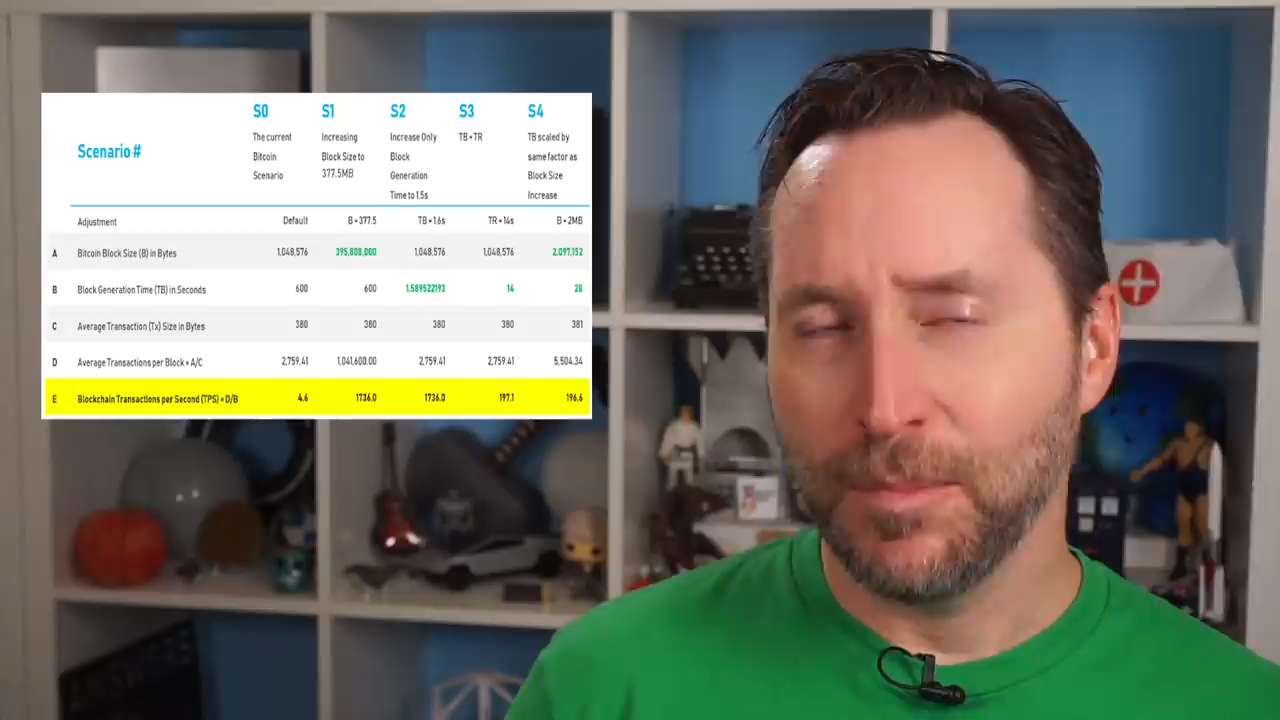 S0 S1 S2 S3 S4
Scenario #
The current Increasing Increase Only TB = TR TB scaled by
Bitcoin Block Size to Block same factor as
Scenario 377.5MB Generation Block Size
Time to 1.5s Increase
Adjustment Default B = 377.5 TB = 1.6s TR = 14s B = 2MB
A Bitcoin Block Size (B) in Bytes 1,048,576 395,800,000 1,048,576 1,048,576 2,097,152
B Block Generation Time (TB) in Seconds 600 600 1.589522193 14 28
C Average Transaction (Tx) Size in Bytes 380 380 380 380 381
D Average Transactions per Block = A/C 2,759.41 1,041,600.00 2,759.41 2,759.41 5,504.34
E Blockchain Transactions per Second (TPS) = D/B 4.6 1736.0 1736.0 197.1 196.6